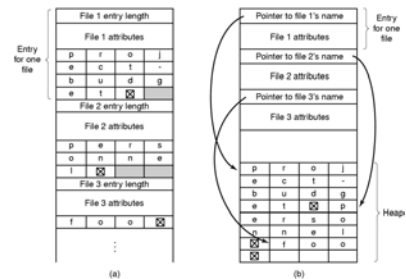 Entry for one file
File 1 entry length
File 1 attributes
p r o j
e c t -
b u d g
e t
File 2 entry length
File 2 attributes
p e r s
o n n e
l
File 3 entry length
File 3 attributes
f o o
⋮
(a)
Pointer to file 1's name
File 1 attributes
Entry for one file
Pointer to file 2's name
File 2 attributes
Pointer to file 3's name
File 3 attributes
p r o j
e c t -
b u d g
e t p
e r s o
n n e l
f o o
Heap
(b)